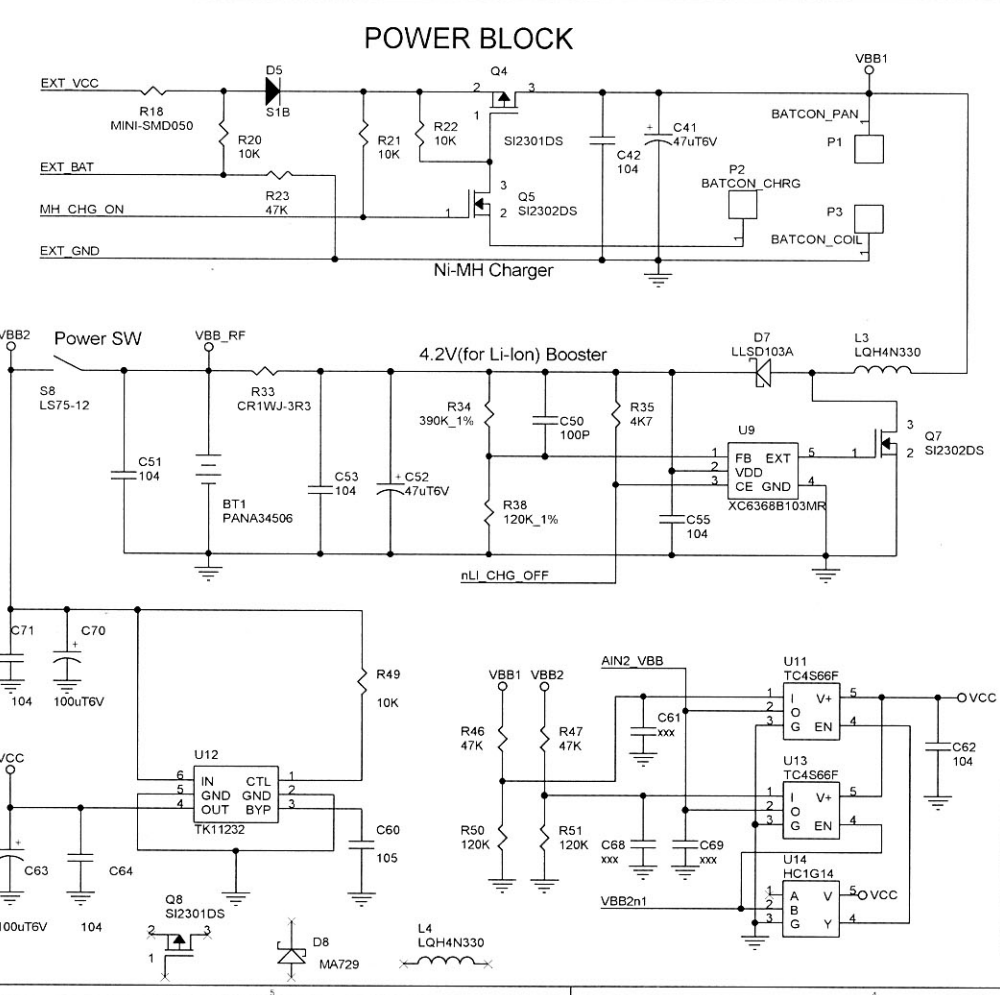 POWER BLOCK
EXT_VCC
R18
MINI-SMD050
D5
S1B
R20
10K
R21
10K
R22
10K
2 Q4 3
1
SI2301DS
C42
104
+ C41
47uT6V
VBB1
BATCON_PAN
1
P1
P2
BATCON_CHRG
1
P3
BATCON_COIL
1
EXT_BAT
R23
47K
MH_CHG_ON
1
3
2
Q5
SI2302DS
EXT_GND
Ni-MH Charger
VBB2
Power SW
S8
LS75-12
VBB_RF
R33
CR1WJ-3R3
4.2V(for Li-Ion) Booster
D7
LLSD103A
L3
LQH4N330
C51
104
BT1
PANA34506
C53
104
+ C52
47uT6V
R34
390K_1%
C50
100P
R35
4K7
R38
120K_1%
U9
1 FB EXT 5
2 VDD
3 CE GND 4
XC6368B103MR
C55
104
1
3
2
Q7
SI2302DS
nLI_CHG_OFF
C71
104
C70
+
100uT6V
R49
10K
VCC
U12
6 IN CTL 1
5 GND GND 2
4 OUT BYP 3
TK11232
+
C63
100uT6V
C64
104
C60
105
Q8
SI2301DS
2 3
1
D8
MA729
L4
LQH4N330
VBB1 VBB2
R46
47K
R47
47K
R50
120K
R51
120K
AIN2_VBB
C61
xxx
C68
xxx
C69
xxx
U11
TC4S66F
1 I V+ 5
2 O
3 G EN 4
VCC
C62
104
U13
TC4S66F
1 I V+ 5
2 O
3 G EN 4
VBB2n1
U14
HC1G14
1 A V 5 VCC
2 B
3 G Y 4